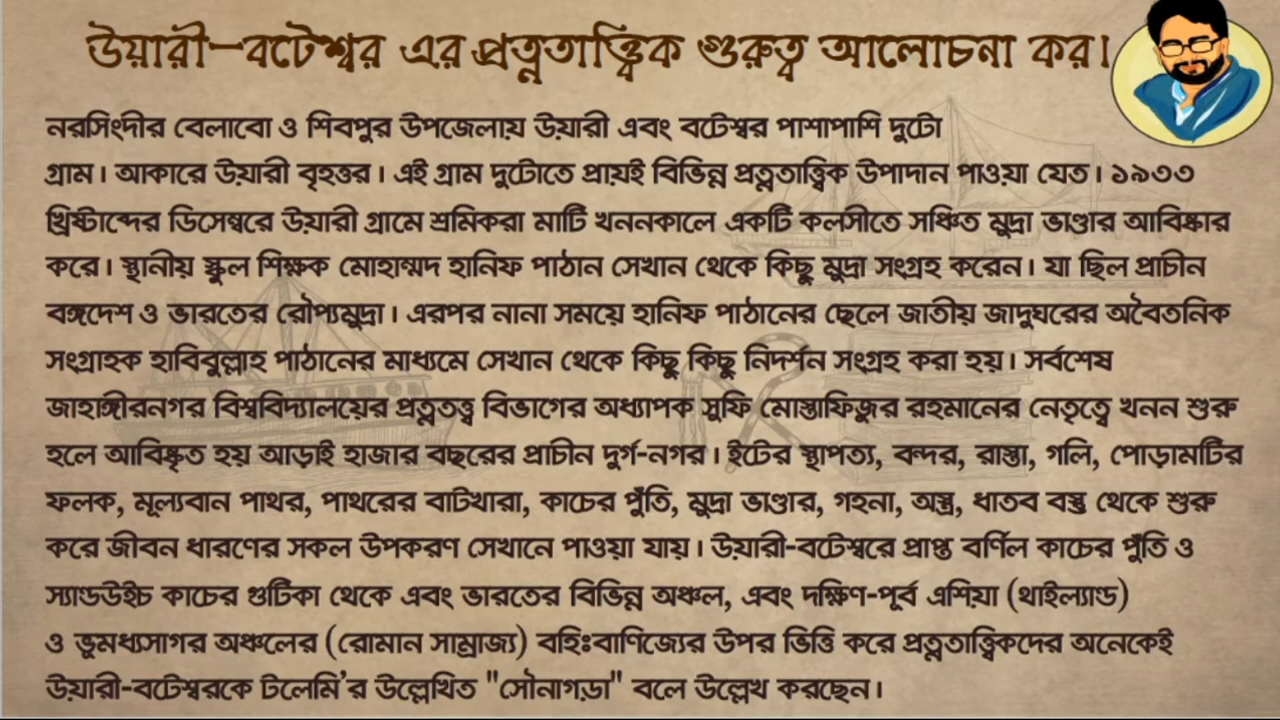 উয়ারী–বটেশ্বর এর প্রত্নতাত্ত্বিক গুরুত্ব আলোচনা কর।
নরসিংদীর বেলাবো ও শিবপুর উপজেলায় উয়ারী এবং বটেশ্বর পাশাপাশি দুটো
গ্রাম। আকারে উয়ারী বৃহত্তর। এই গ্রাম দুটোতে প্রায়ই বিভিন্ন প্রত্নতাত্ত্বিক উপাদান পাওয়া যেত। ১৯৩৩
খ্রিষ্টাব্দের ডিসেম্বরে উয়ারী গ্রামে শ্রমিকরা মাটি খননকালে একটি কলসীতে সঞ্চিত মুদ্রা ভাণ্ডার আবিষ্কার
করে। স্থানীয় স্কুল শিক্ষক মোহাম্মদ হানিফ পাঠান সেখান থেকে কিছু মুদ্রা সংগ্রহ করেন। যা ছিল প্রাচীন
বঙ্গদেশ ও ভারতের রৌপ্যমুদ্রা। এরপর নানা সময়ে হানিফ পাঠানের ছেলে জাতীয় জাদুঘরের অবৈতনিক
সংগ্রাহক হাবিবুল্লাহ পাঠানের মাধ্যমে সেখান থেকে কিছু কিছু নিদর্শন সংগ্রহ করা হয়। সর্বশেষ
জাহাঙ্গীরনগর বিশ্ববিদ্যালয়ের প্রত্নতত্ত্ব বিভাগের অধ্যাপক সুফি মোস্তাফিজুর রহমানের নেতৃত্বে খনন শুরু
হলে আবিষ্কৃত হয় আড়াই হাজার বছরের প্রাচীন দুর্গ-নগর। ইটের স্থাপত্য, বন্দর, রাস্তা, গলি, পোড়ামাটির
ফলক, মূল্যবান পাথর, পাথরের বাটখারা, কাচের পুঁতি, মুদ্রা ভাণ্ডার, গহনা, অস্ত্র, ধাতব বস্তু থেকে শুরু
করে জীবন ধারণের সকল উপকরণ সেখানে পাওয়া যায়। উয়ারী-বটেশ্বরে প্রাপ্ত বর্ণিল কাচের পুঁতি ও
স্যান্ডউইচ কাচের গুটিকা থেকে এবং ভারতের বিভিন্ন অঞ্চল, এবং দক্ষিণ-পূর্ব এশিয়া (থাইল্যান্ড)
ও ভূমধ্যসাগর অঞ্চলের (রোমান সাম্রাজ্য) বহিঃবাণিজ্যের উপর ভিত্তি করে প্রত্নতাত্ত্বিকদের অনেকেই
উয়ারী-বটেশ্বরকে টলেমি'র উল্লেখিত "সৌনাগড়া" বলে উল্লেখ করছেন।